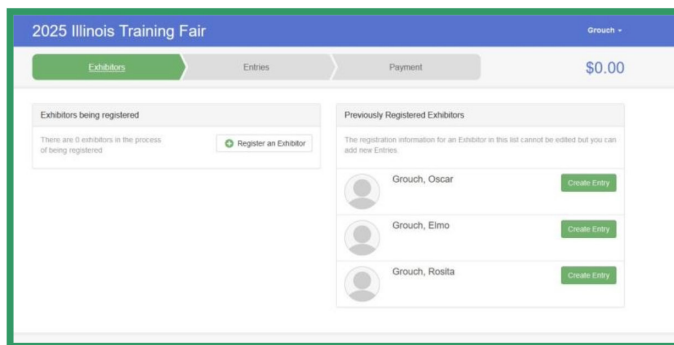 2025 Illinois Training Fair
Grouch
Exhibitors
Entries
Payment
$0.00
Exhibitors being registered
There are 0 exhibitors in the process
of being registered
Register an Exhibitor
Previously Registered Exhibitors
The registration information for an Exhibitor in this list cannot be edited but you can
add new Entries.
Grouch, Oscar
Create Entry
Grouch, Elmo
Create Entry
Grouch, Rosita
Create Entry